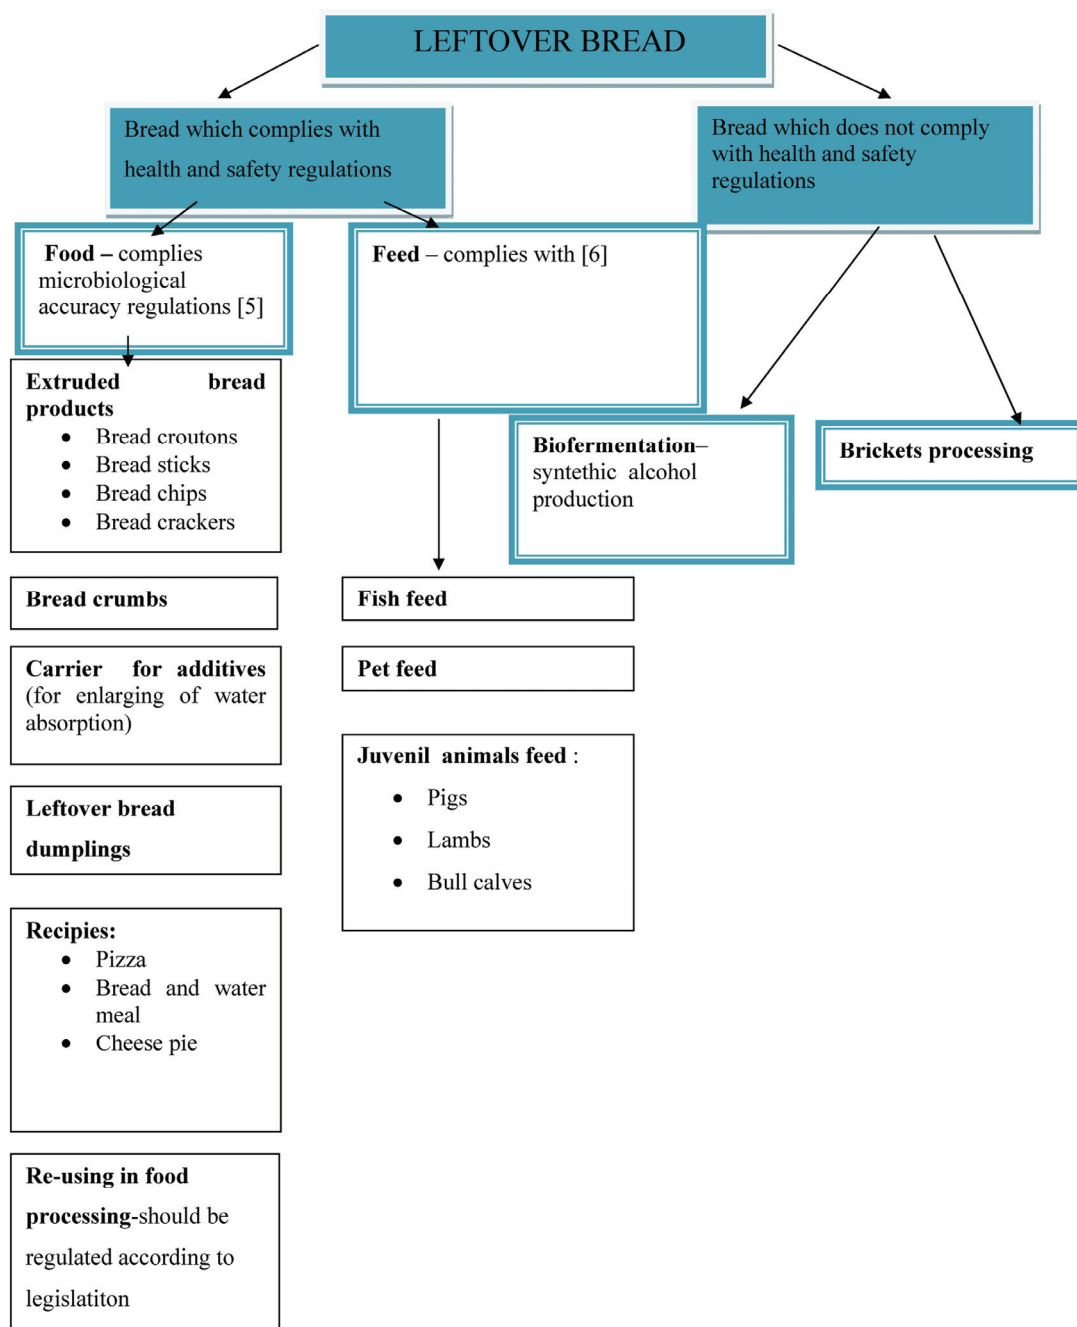 LEFTOVER BREAD
Bread which complies with
health and safety regulations
Bread which does not comply
with health and safety
regulations
Food – complies
microbiological
accuracy regulations [5]
Feed – complies with [6]
Extruded bread
products
• Bread croutons
• Bread sticks
• Bread chips
• Bread crackers
Biofermentation–
syntethic alcohol
production
Brickets processing
Bread crumbs
Fish feed
Carrier for additives
(for enlarging of water
absorption)
Pet feed
Juvenil animals feed :
• Pigs
• Lambs
• Bull calves
Leftover bread
dumplings
Recipies:
• Pizza
• Bread and water
meal
• Cheese pie
Re-using in food
processing-should be
regulated according to
legislatiton